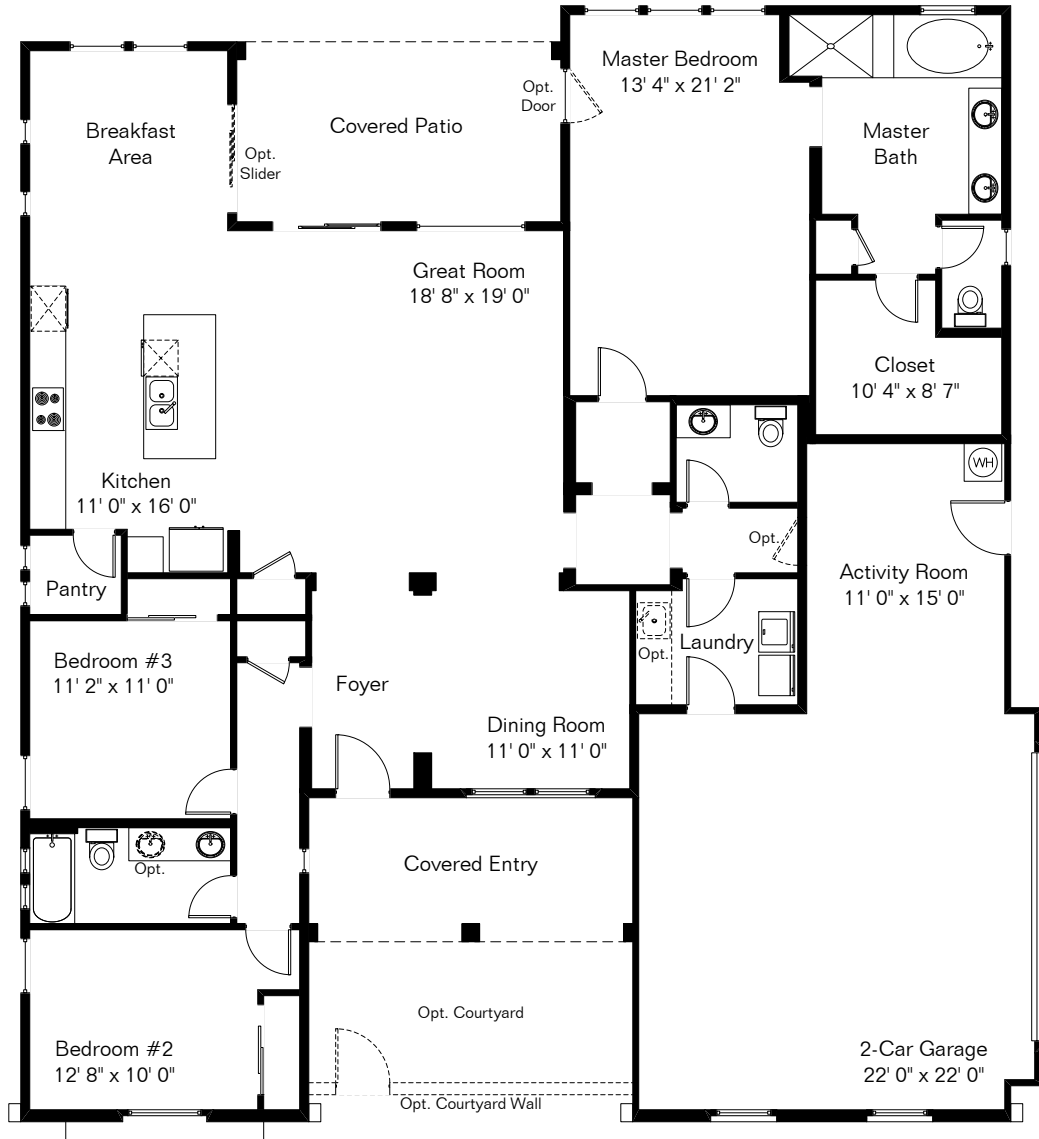 Master Bedroom
13' 4" x 21' 2"
Opt.
Door
Covered Patio
Breakfast
Area
Opt.
Slider
Master
Bath
Great Room
18' 8" x 19' 0"
Closet
10' 4" x 8' 7"
WH
Kitchen
11' 0" x 16' 0"
Opt.
Pantry
Activity Room
11' 0" x 15' 0"
Laundry
Opt.
Bedroom #3
11' 2" x 11' 0"
Foyer
Dining Room
11' 0" x 11' 0"
Covered Entry
Opt.
Opt. Courtyard
Bedroom #2
12' 8" x 10' 0"
2-Car Garage
22' 0" x 22' 0"
Opt. Courtyard Wall